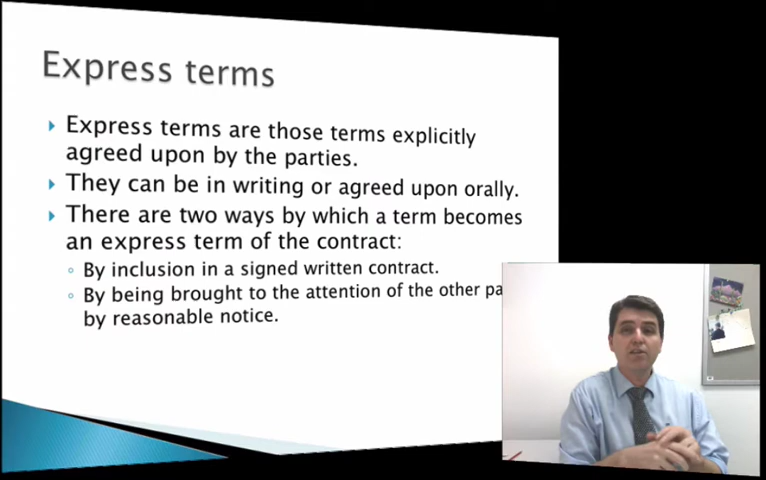 Express terms
Express terms are those terms explicitly
agreed upon by the parties.
They can be in writing or agreed upon orally.
There are two ways by which a term becomes
an express term of the contract:
By inclusion in a signed written contract.
By being brought to the attention of the other
by reasonable notice.